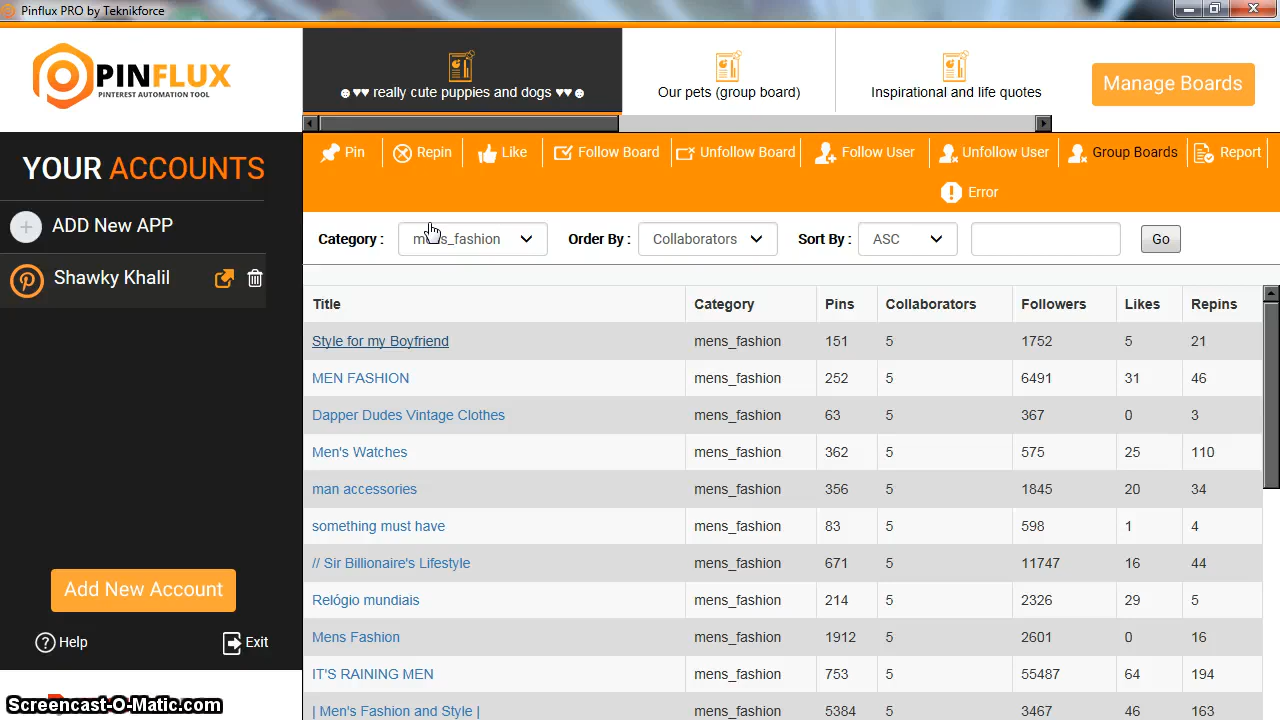 Pinflux PRO by Teknikforce
PINFLUX
PINTEREST AUTOMATION TOOL
☻♥♥ really cute puppies and dogs ♥♥☻
Our pets (group board)
Inspirational and life quotes
Manage Boards
YOUR ACCOUNTS
ADD New APP
Shawky Khalil
Add New Account
Help
Exit
Pin Repin Like Follow Board Unfollow Board Follow User Unfollow User Group Boards Report
Error
Category : mens_fashion Order By : Collaborators Sort By : ASC Go
Title Category Pins Collaborators Followers Likes Repins
Style for my Boyfriend mens_fashion 151 5 1752 5 21
MEN FASHION mens_fashion 252 5 6491 31 46
Dapper Dudes Vintage Clothes mens_fashion 63 5 367 0 3
Men's Watches mens_fashion 362 5 575 25 110
man accessories mens_fashion 356 5 1845 20 34
something must have mens_fashion 83 5 598 1 4
// Sir Billionaire's Lifestyle mens_fashion 671 5 11747 16 44
Relógio mundiais mens_fashion 214 5 2326 29 5
Mens Fashion mens_fashion 1912 5 2601 0 16
IT'S RAINING MEN mens_fashion 753 5 55487 64 194
| Men's Fashion and Style | mens_fashion 5384 5 3467 46 163
Screencast-O-Matic.com